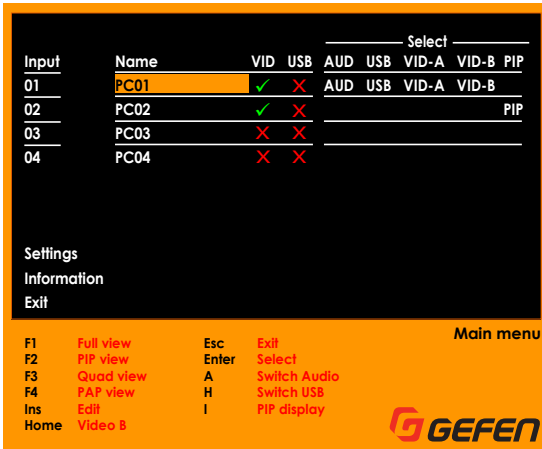 Select
Input Name VID USB AUD USB VID-A VID-B PIP
01 PC01 ✓ X AUD USB VID-A VID-B
02 PC02 ✓ X PIP
03 PC03 X X
04 PC04 X X
Settings
Information
Exit
Main menu
F1 Full view Esc Exit
F2 PIP view Enter Select
F3 Quad view A Switch Audio
F4 PAP view H Switch USB
Ins Edit I PIP display
Home Video B
GEFEN